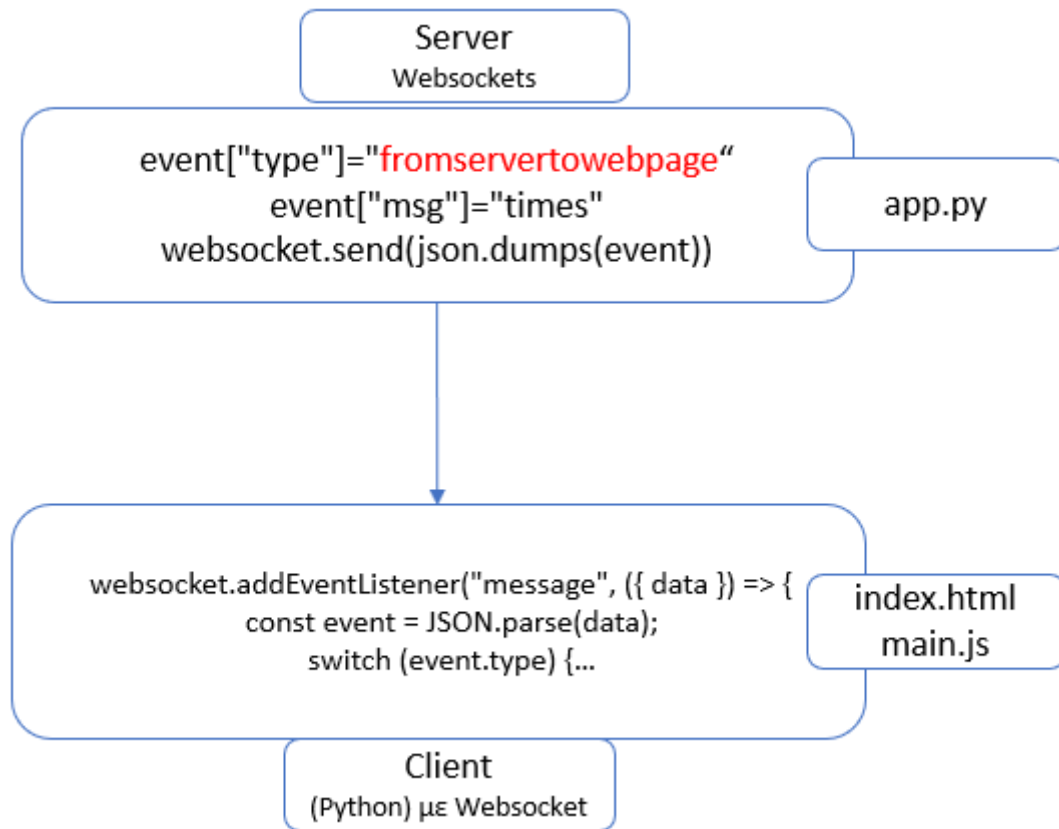 Server
Websockets
event["type"]="fromservertowebpage“
event["msg"]="times"
websocket.send(json.dumps(event))
app.py
websocket.addEventListener("message", ({ data }) => {
const event = JSON.parse(data);
switch (event.type) {…
index.html
main.js
Client
(Python) με Websocket